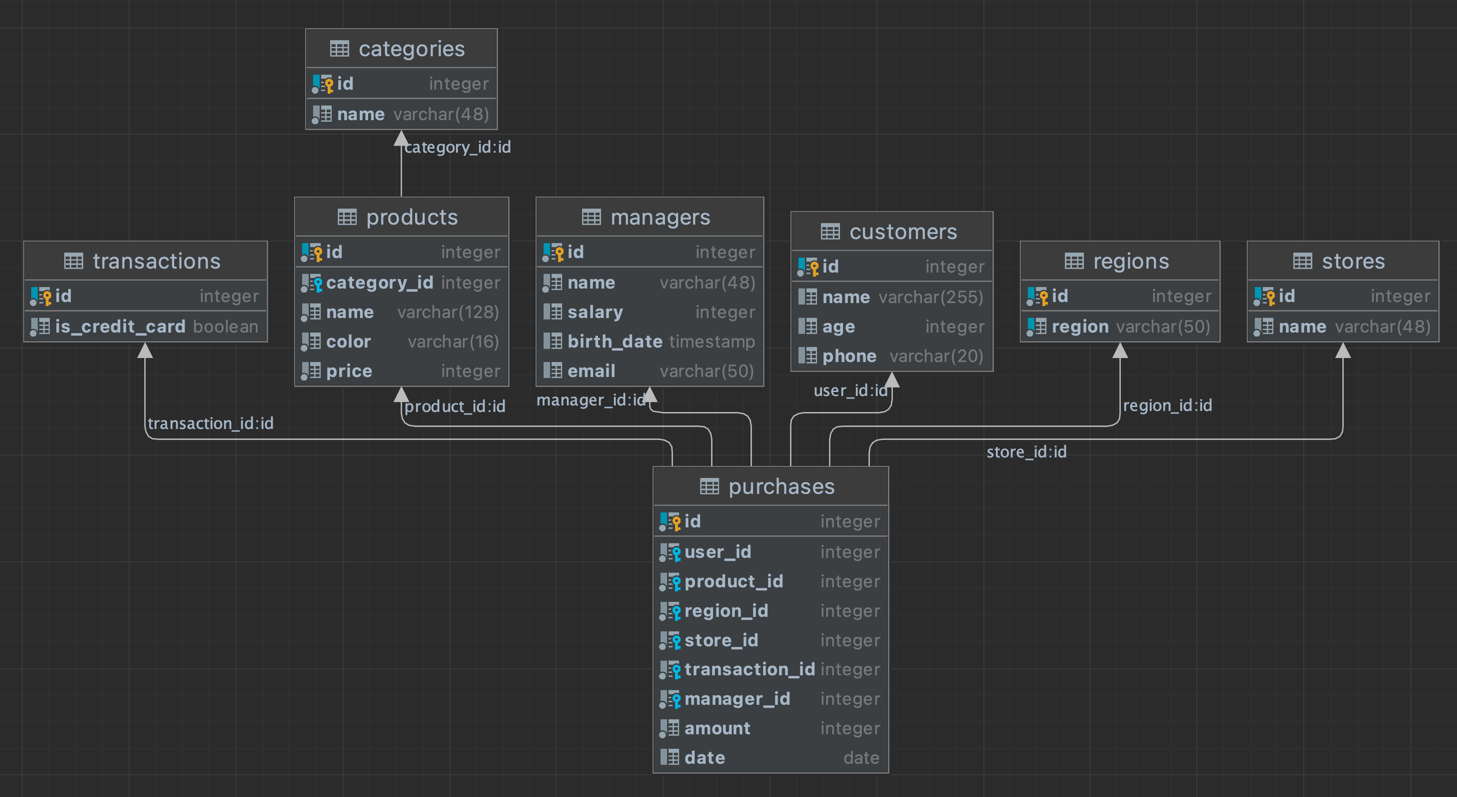 categories
id integer
name varchar(48)
category_id:id
products
id integer
category_id integer
name varchar(128)
color varchar(16)
price integer
managers
id integer
name varchar(48)
salary integer
birth_date timestamp
email varchar(50)
customers
id integer
name varchar(255)
age integer
phone varchar(20)
transactions
id integer
is_credit_card boolean
regions
id integer
region varchar(50)
stores
id integer
name varchar(48)
transaction_id:id
product_id:id
manager_id:id
user_id:id
region_id:id
store_id:id
purchases
id integer
user_id integer
product_id integer
region_id integer
store_id integer
transaction_id integer
manager_id integer
amount integer
date date